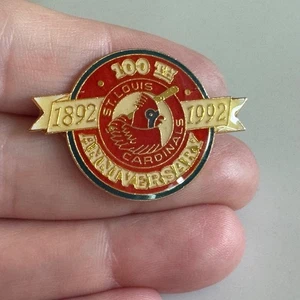 100TH
1892
ST. LOUIS
CARDINALS
1992
ANNIVERSARY